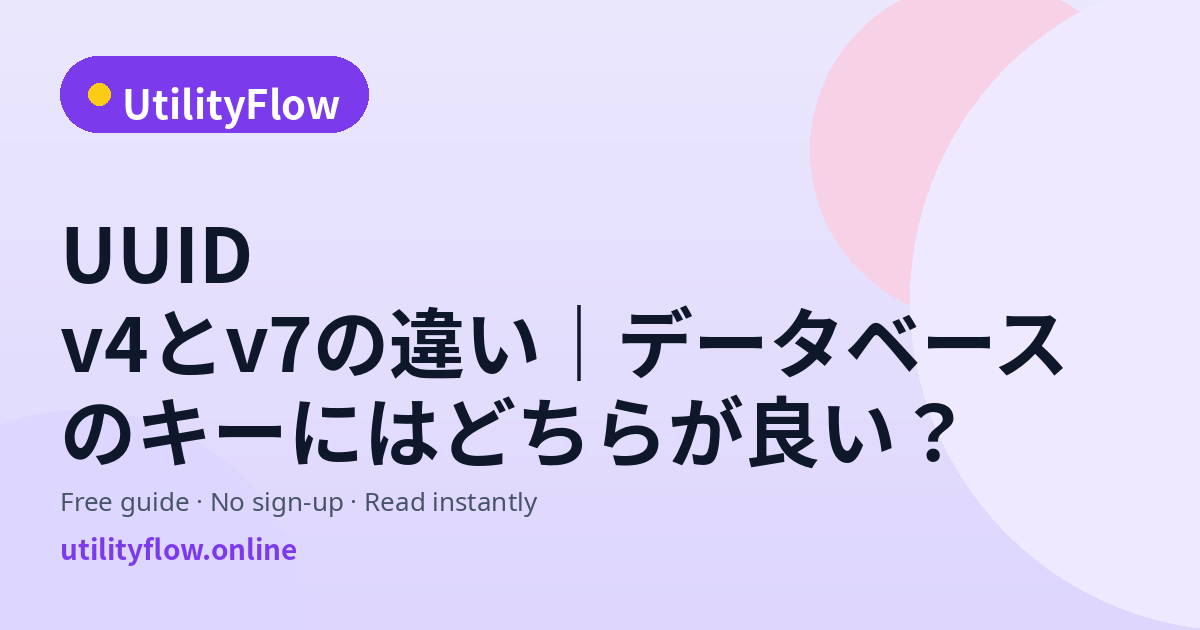 UtilityFlow
UUID
v4とv7の違い｜データベース
のキーにはどちらが良い？
Free guide · No sign-up · Read instantly
utilityflow.online